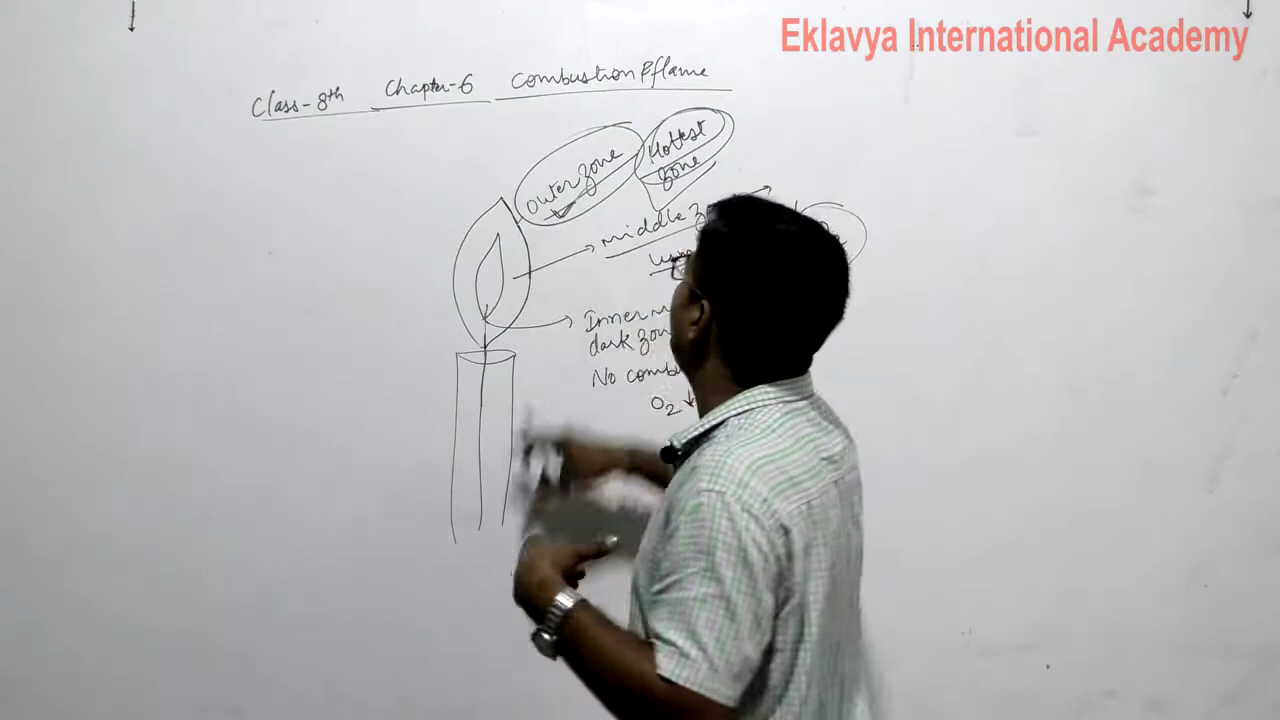 Eklavya International Academy
Class-8th Chapter-6 Combustion & flame
Outer zone
Hottest
zone
middle
Inner
dark
No
O2 ↓